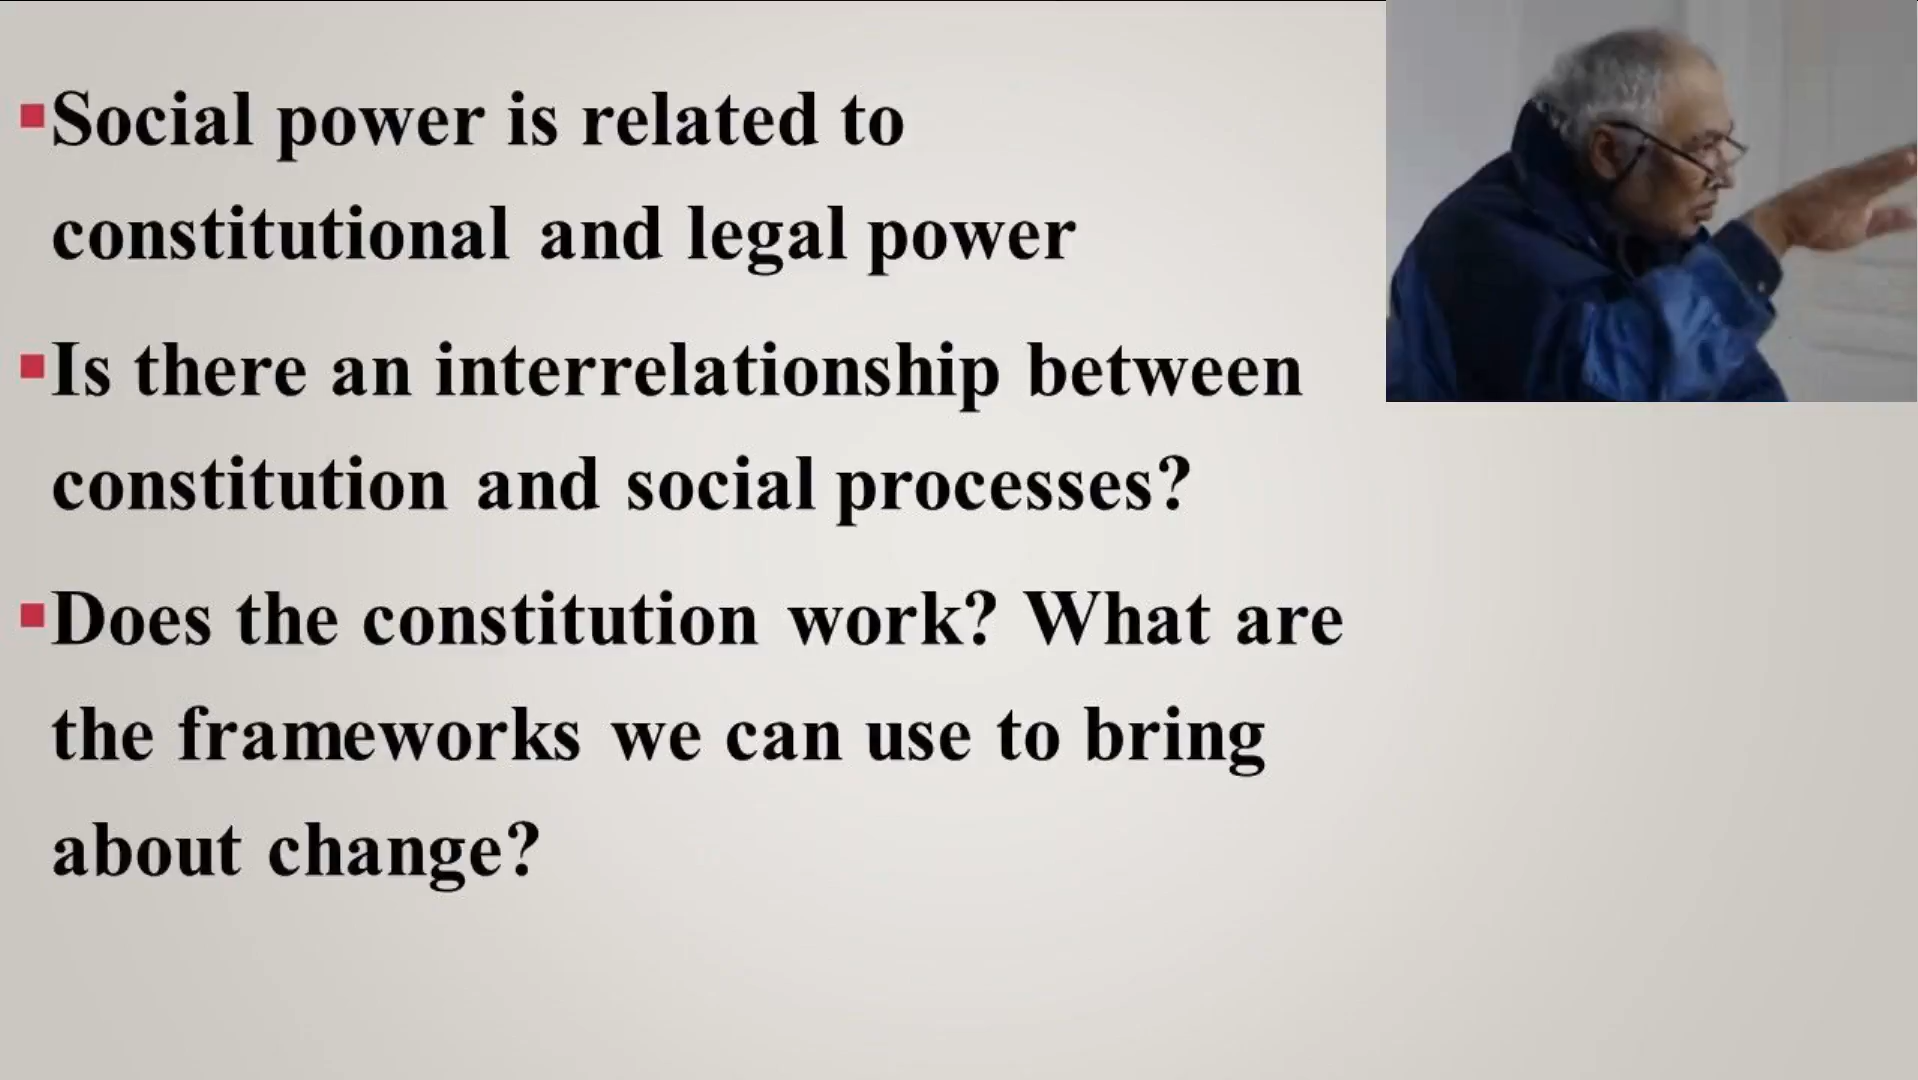 ▪Social power is related to
constitutional and legal power
▪Is there an interrelationship between
constitution and social processes?
▪Does the constitution work? What are
the frameworks we can use to bring
about change?